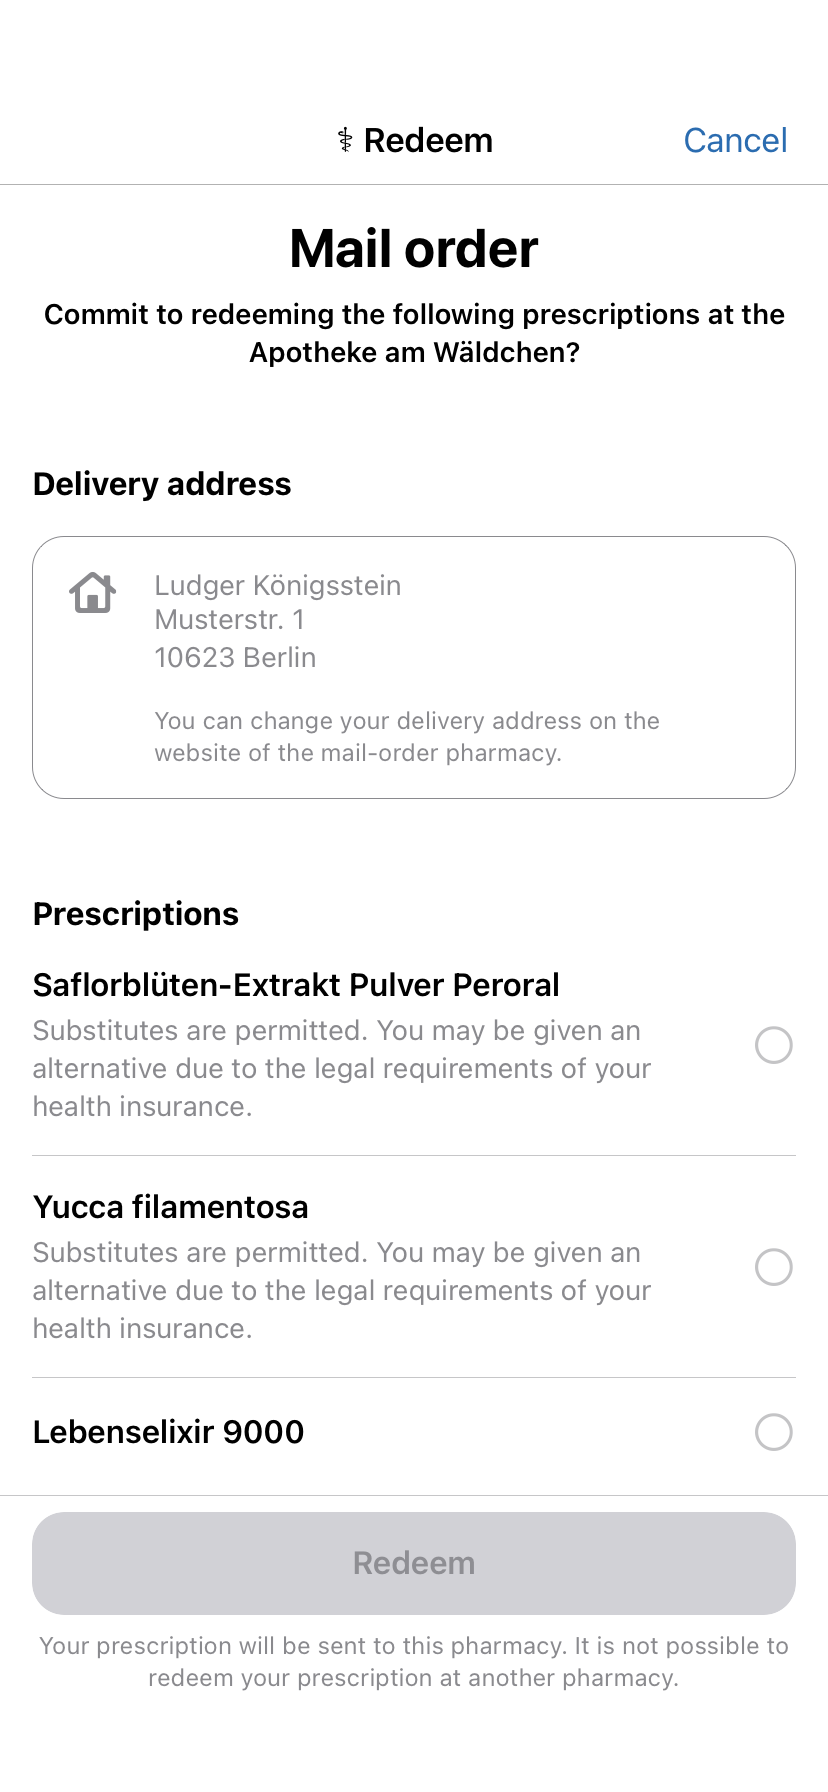 ⚕ Redeem
Cancel
Mail order
Commit to redeeming the following prescriptions at the
Apotheke am Wäldchen?
Delivery address
Ludger Königsstein
Musterstr. 1
10623 Berlin
You can change your delivery address on the
website of the mail-order pharmacy.
Prescriptions
Saflorblüten-Extrakt Pulver Peroral
Substitutes are permitted. You may be given an
alternative due to the legal requirements of your
health insurance.
Yucca filamentosa
Substitutes are permitted. You may be given an
alternative due to the legal requirements of your
health insurance.
Lebenselixir 9000
Redeem
Your prescription will be sent to this pharmacy. It is not possible to
redeem your prescription at another pharmacy.